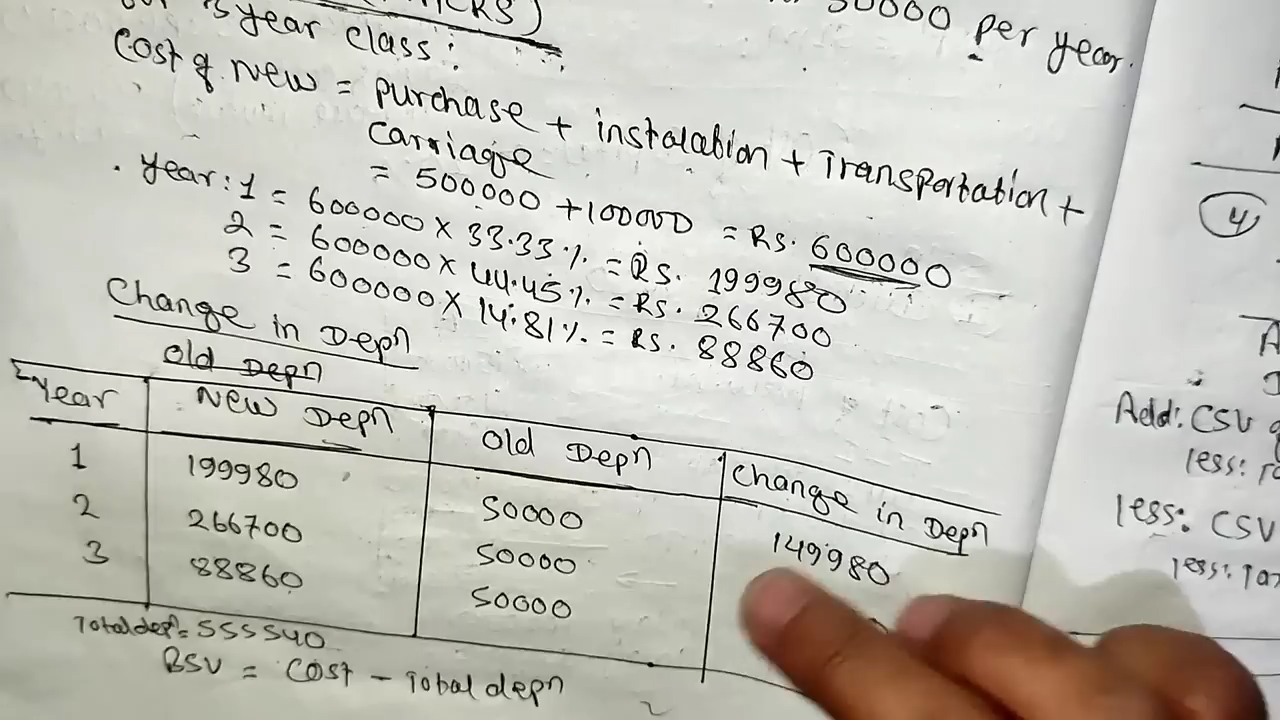 50000 per year.
3 year class:
Cost of New = purchase + instalation + Transportation +
Carriage
= 500000 + 100000 = Rs. 600000
Year: 1 = 600000 x 33.33% = Rs. 199980
2 = 600000 x 44.45% = Rs. 266700
3 = 600000 x 14.81% = Rs. 88860
Change in Depn
Old Depn
Year New Depn Old Depn Change in Depn
1 199980 50000 149980
2 266700 50000
3 88860 50000
Total depn = 555540
BSV = Cost - Total depn
4
Add: CSV
less:
less: CSV
less: